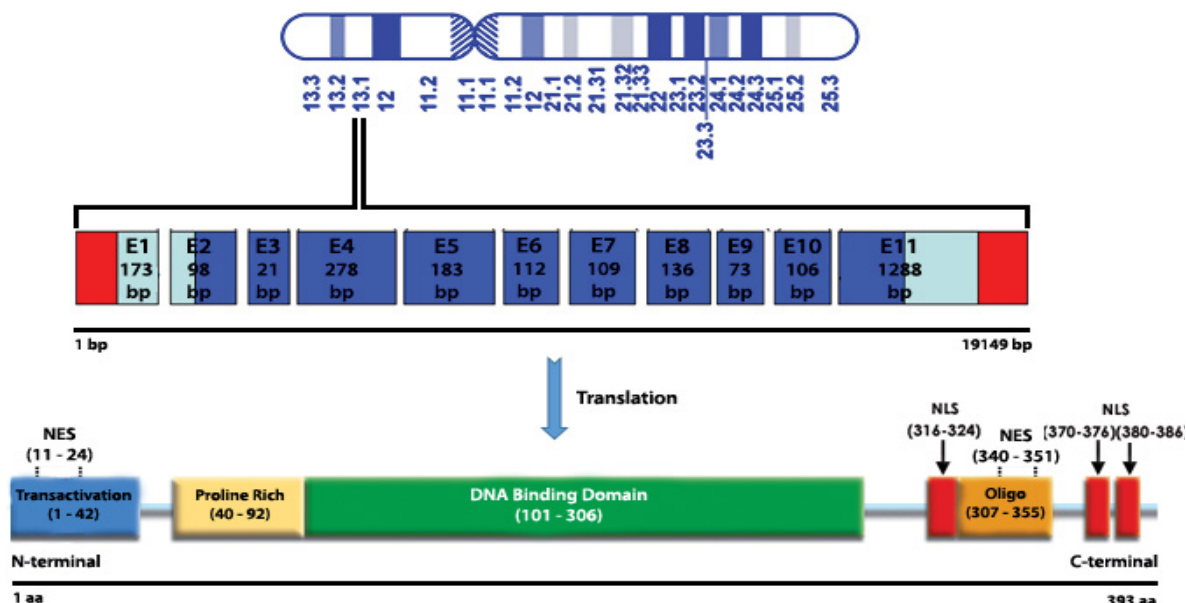 13.3 13.2 13.1 12 11.2 11.1 11.1 11.2 12 21.1 21.2 21.31 21.32 21.33 22 23.1 23.2 24.1 24.2 24.3 25.1 25.2 25.3
23.3
E1 E2 E3 E4 E5 E6 E7 E8 E9 E10 E11
173 98 21 278 183 112 109 136 73 106 1288
bp bp bp bp bp bp bp bp bp bp bp
1 bp 19149 bp
Translation
NLS NLS
(316-324) NES (370-376)(380-386)
NES (340 - 351)
(11 - 24)
Transactivation Proline Rich DNA Binding Domain Oligo
(1 - 42) (40 - 92) (101 - 306) (307 - 355)
N-terminal C-terminal
1 aa 393 aa